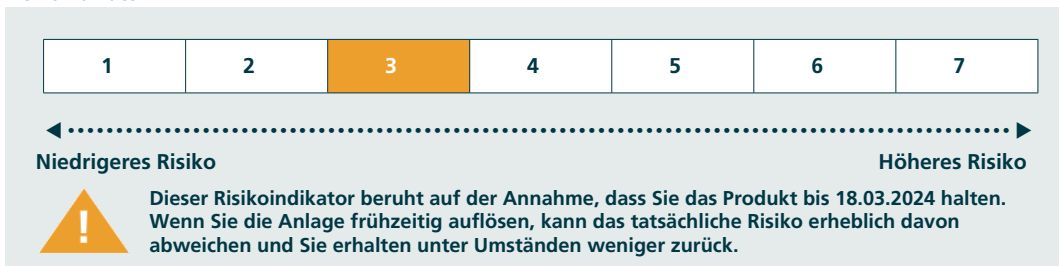 1 2 3 4 5 6 7
Niedrigeres Risiko Höheres Risiko
Dieser Risikoindikator beruht auf der Annahme, dass Sie das Produkt bis 18.03.2024 halten.
! Wenn Sie die Anlage frühzeitig auflösen, kann das tatsächliche Risiko erheblich davon
abweichen und Sie erhalten unter Umständen weniger zurück.